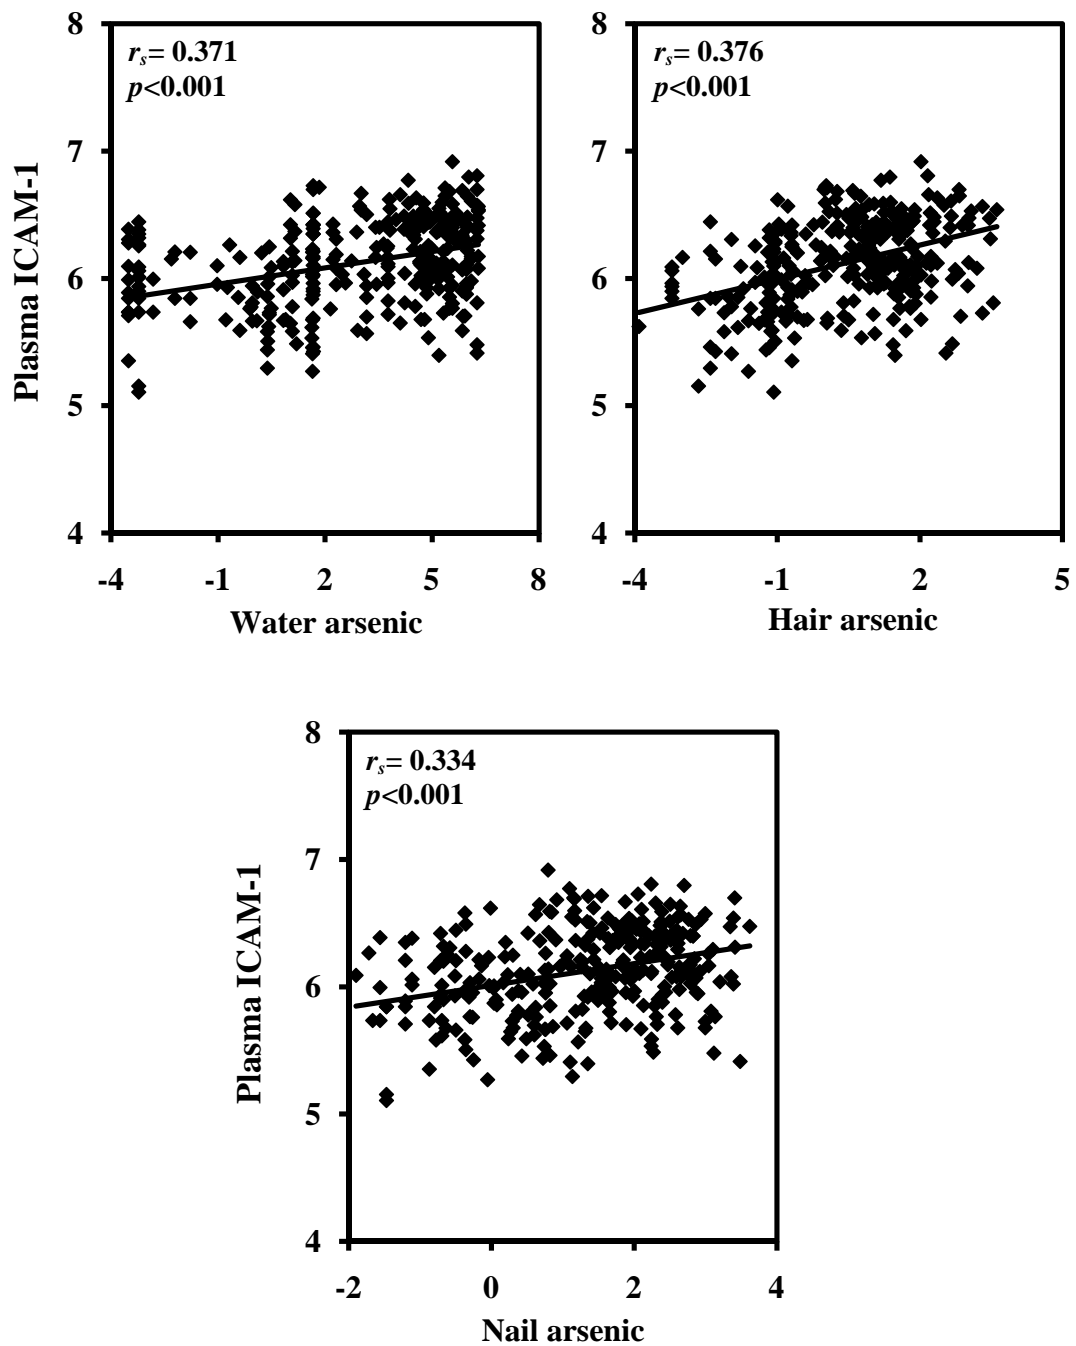 8
7
6
5
4
Plasma ICAM-1
rs= 0.371
p<0.001
-4 -1 2 5 8
Water arsenic
8
7
6
5
4
rs= 0.376
p<0.001
-4 -1 2 5
Hair arsenic
8
7
6
5
4
Plasma ICAM-1
rs= 0.334
p<0.001
-2 0 2 4
Nail arsenic